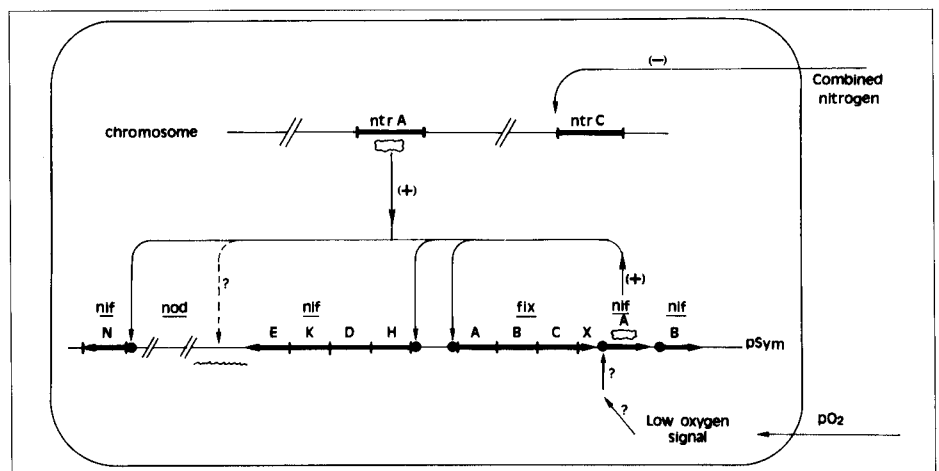 (−)
Combined
nitrogen
chromosome
ntr A
ntr C
(+)
?
(+)
nif
nod
nif
fix
nif
nif
N
E K D H
A B C X
A
B
pSym
?
?
Low oxygen
signal
pO2